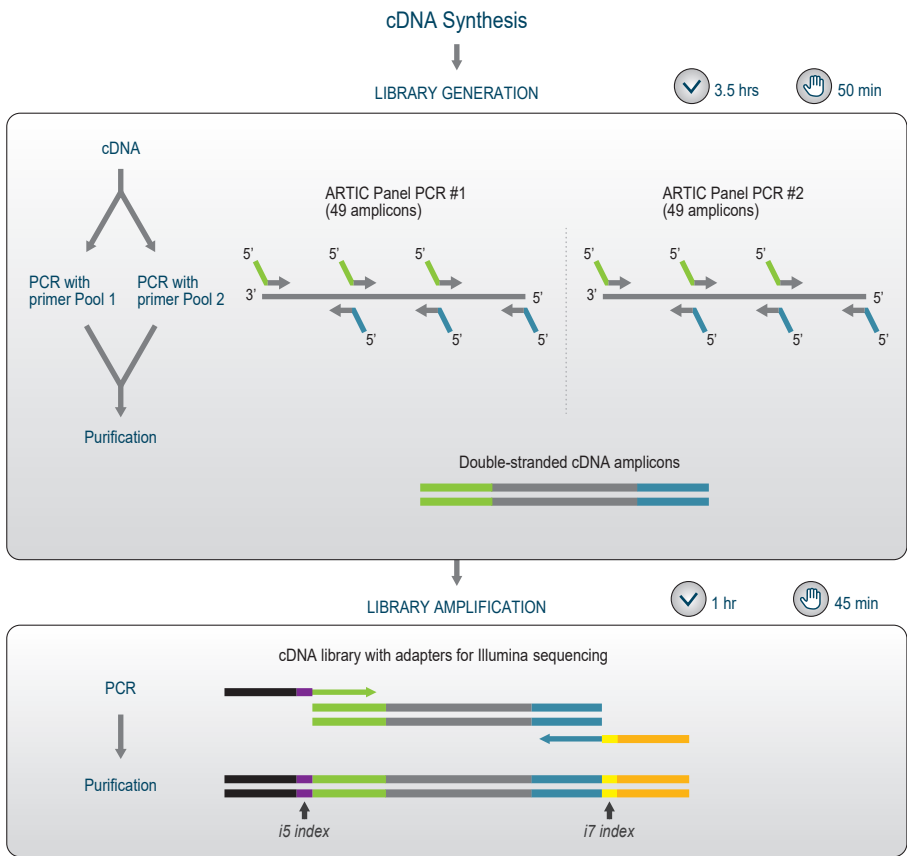 cDNA Synthesis
LIBRARY GENERATION
3.5 hrs
50 min
cDNA
PCR with
primer Pool 1
PCR with
primer Pool 2
Purification
ARTIC Panel PCR #1
(49 amplicons)
5’
5’
5’
3’
5’
5’
5’
5’
ARTIC Panel PCR #2
(49 amplicons)
5’
5’
5’
3’
5’
5’
5’
5’
Double-stranded cDNA amplicons
LIBRARY AMPLIFICATION
1 hr
45 min
cDNA library with adapters for Illumina sequencing
PCR
Purification
i5 index
i7 index